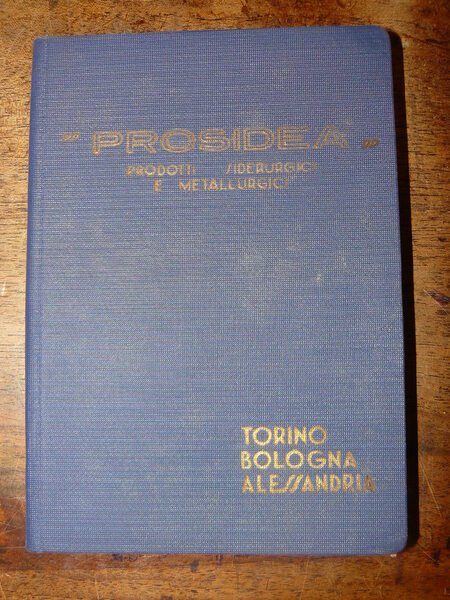 " PROSIDEA "
PRODOTTI SIDERURGICI
E METALLURGICI
TORINO
BOLOGNA
ALESSANDRIA